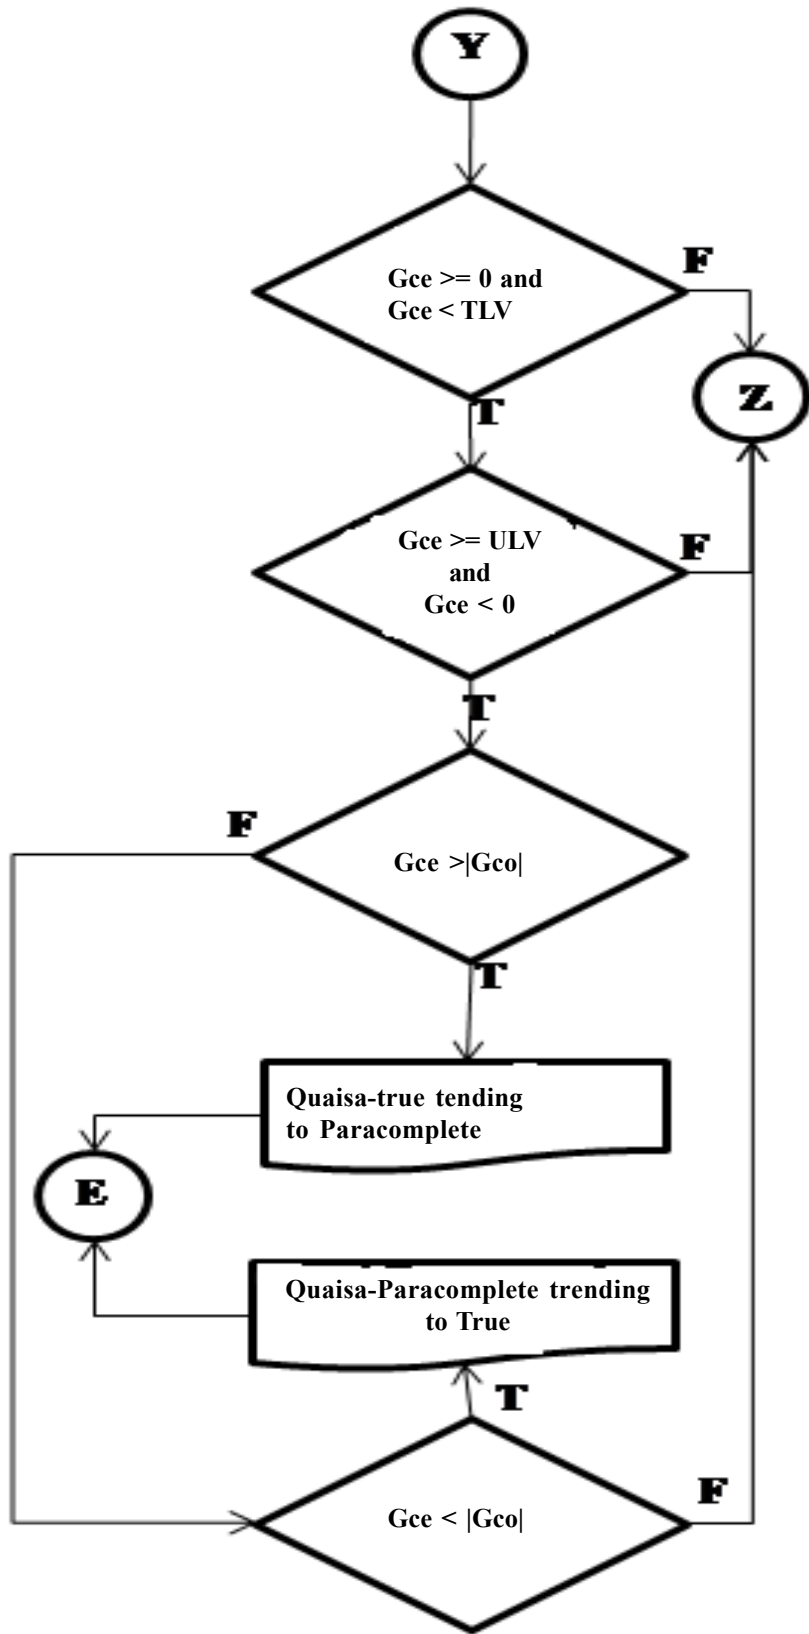 Y
Gce >= 0 and
Gce < TLV
F
Z
T
Gce >= ULV
and
Gce < 0
F
T
F
Gce >|Gco|
T
Quaisa-true tending
to Paracomplete
E
Quaisa-Paracomplete trending
to True
T
Gce < |Gco|
F